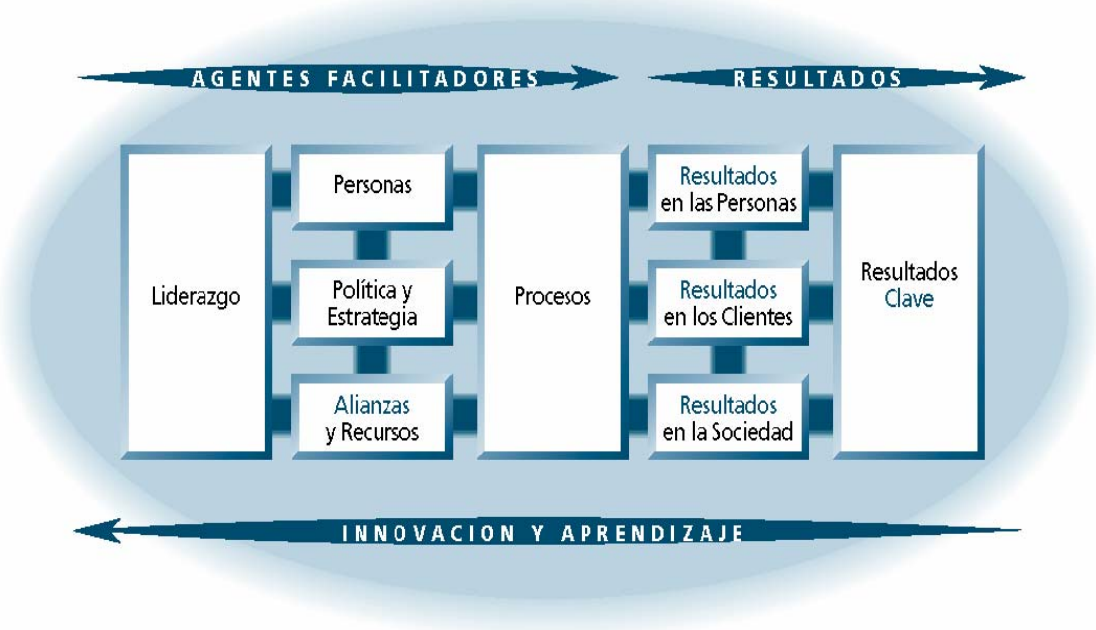 AGENTES FACILITADORES
RESULTADOS
Liderazgo
Personas
Política y
Estrategia
Alianzas
y Recursos
Procesos
Resultados
en las Personas
Resultados
en los Clientes
Resultados
en la Sociedad
Resultados
Clave
INNOVACION Y APRENDIZAJE